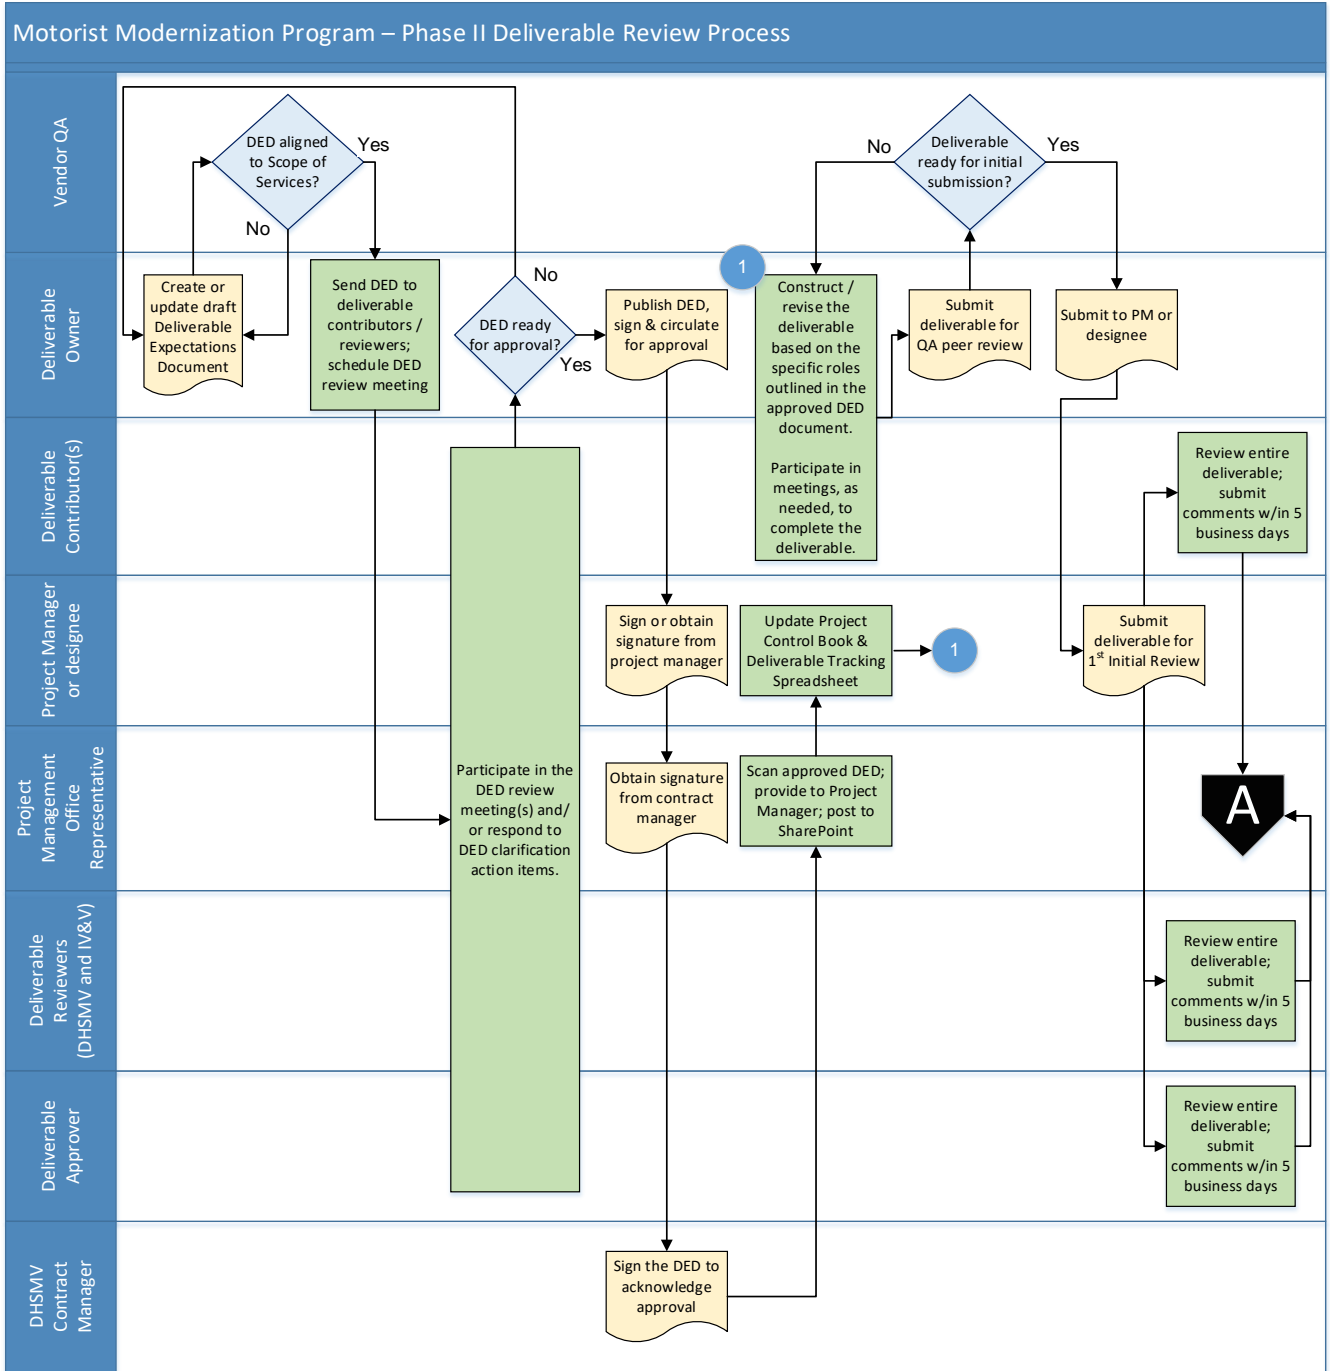 Motorist Modernization Program – Phase II Deliverable Review Process
Vendor QA
DED aligned
to Scope of
Services?
Yes
No
Deliverable
ready for initial
submission?
No
Yes
Deliverable
Owner
Create or
update draft
Deliverable
Expectations
Document
Send DED to
deliverable
contributors /
reviewers;
schedule DED
review meeting
DED ready
for approval?
No
Yes
Publish DED,
sign & circulate
for approval
1
Construct /
revise the
deliverable
based on the
specific roles
outlined in the
approved DED
document.
Participate in
meetings, as
needed, to
complete the
deliverable.
Submit
deliverable for
QA peer review
Submit to PM or
designee
Deliverable
Contributor(s)
Review entire
deliverable;
submit
comments w/in 5
business days
Project Manager
or designee
Sign or obtain
signature from
project manager
Update Project
Control Book &
Deliverable Tracking
Spreadsheet
1
Submit
deliverable for
1st Initial Review
Project
Management
Office
Representative
Participate in the
DED review
meeting(s) and/
or respond to
DED clarification
action items.
Obtain signature
from contract
manager
Scan approved DED;
provide to Project
Manager; post to
SharePoint
A
Deliverable
Reviewers
(DHSMV and IV&V)
Review entire
deliverable;
submit
comments w/in 5
business days
Deliverable
Approver
Review entire
deliverable;
submit
comments w/in 5
business days
DHSMV
Contract
Manager
Sign the DED to
acknowledge
approval